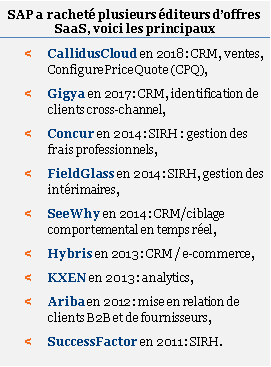 SAP a racheté plusieurs éditeurs d'offres
SaaS, voici les principaux
< CallidusCloud en 2018 : CRM, ventes,
ConfigurePriceQuote (CPQ),
< Gigya en 2017 : CRM, identification de
clients cross-channel,
< Concur en 2014 : SIRH : gestion des
frais professionnels,
< FieldGlass en 2014 : SIRH, gestion des
intérimaires,
< SeeWhy en 2014 : CRM/ciblage
comportemental en temps réel,
< Hybris en 2013 : CRM / e-commerce,
< KXEN en 2013 : analytics,
< Ariba en 2012 : mise en relation de
clients B2B et de fournisseurs,
< SuccessFactor en 2011 : SIRH.